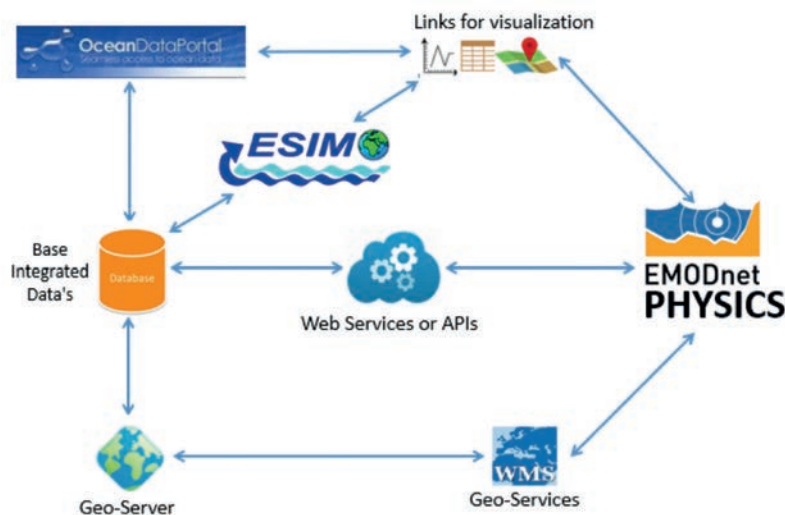 OceanDataPortal
Seamless access to ocean data
Links for visualization
ESIMO
Base
Integrated
Data's
Database
Web Services or APIs
EMODnet
PHYSICS
Geo-Server
WMS
Geo-Services